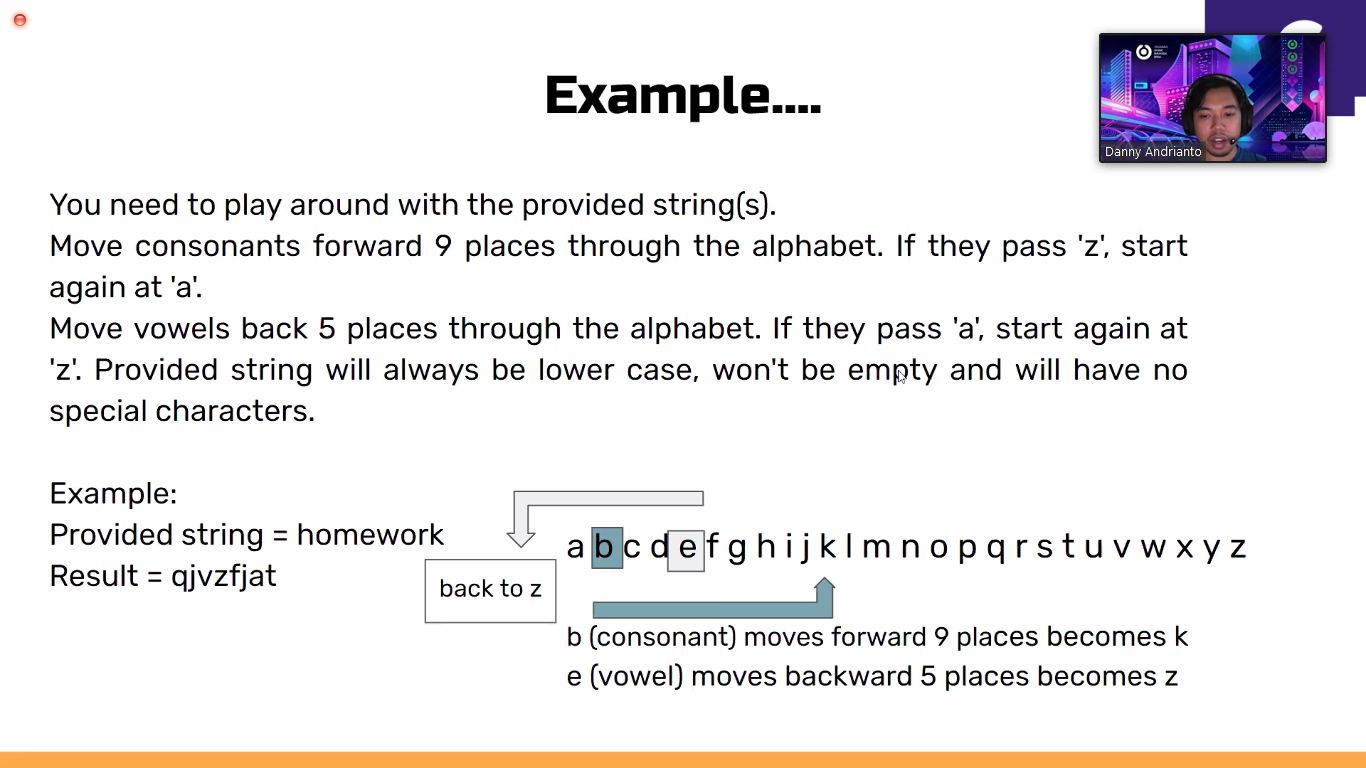 Example....
Danny Andrianto
You need to play around with the provided string(s).
Move consonants forward 9 places through the alphabet. If they pass 'z', start
again at 'a'.
Move vowels back 5 places through the alphabet. If they pass 'a', start again at
'z'. Provided string will always be lower case, won't be empty and will have no
special characters.
Example:
Provided string = homework
Result = qjvzfjat
back to z
a b c d e f g h i j k l m n o p q r s t u v w x y z
b (consonant) moves forward 9 places becomes k
e (vowel) moves backward 5 places becomes z